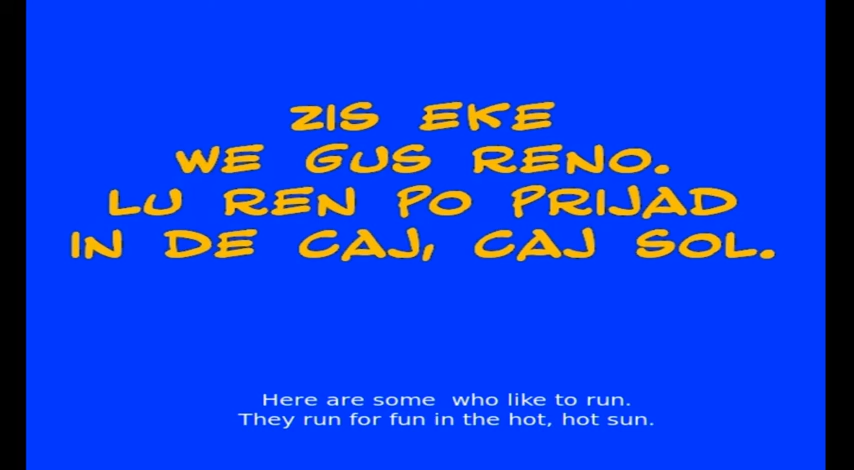 ZIS EKE
WE GUS RENO.
LU REN PO PRIJAD
IN DE CAJ, CAJ SOL.
Here are some who like to run.
They run for fun in the hot, hot sun.